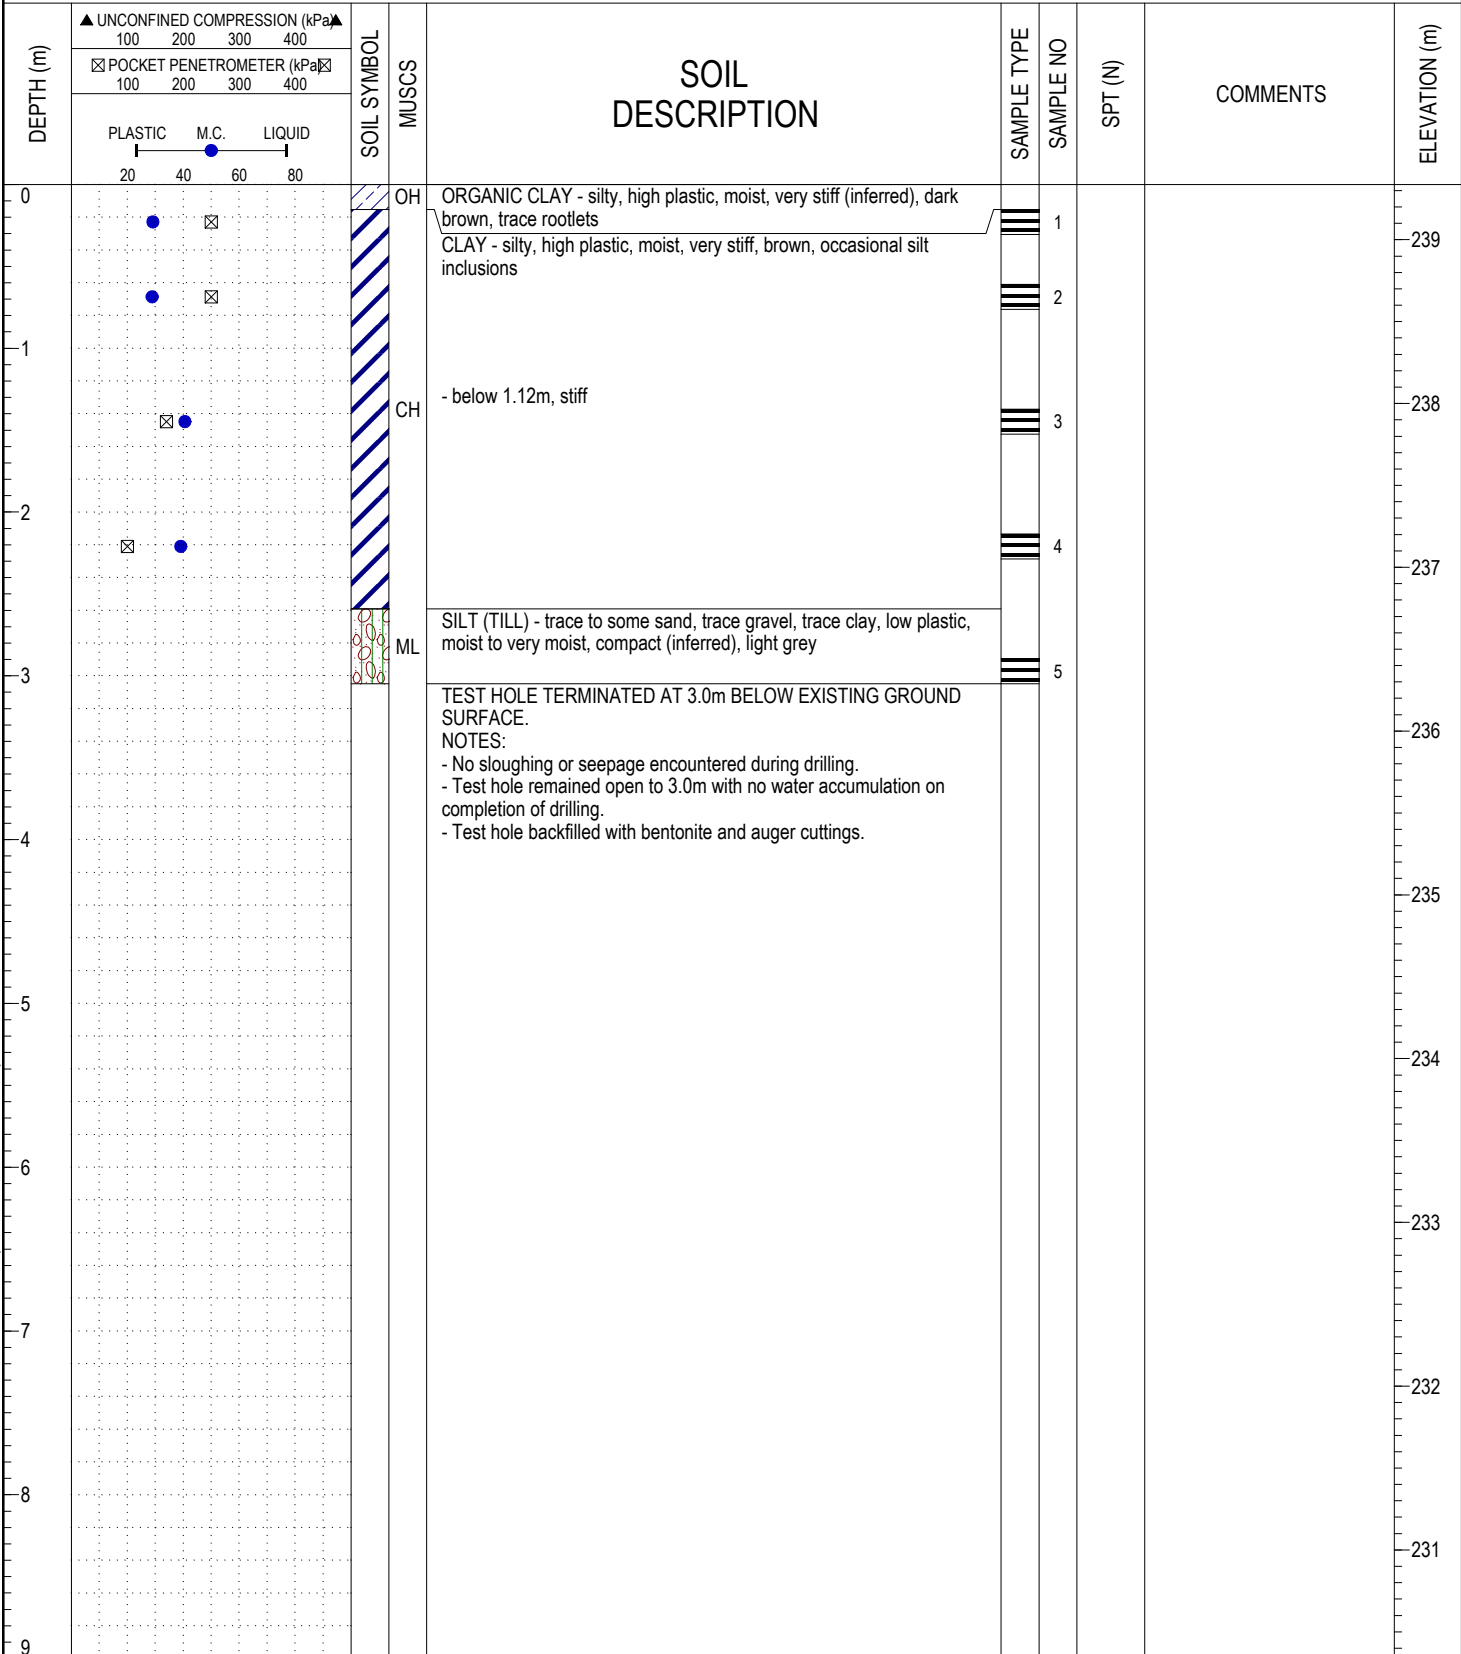 DEPTH (m)
UNCONFINED COMPRESSION (kPa)
100 200 300 400
POCKET PENETROMETER (kPa)
100 200 300 400
PLASTIC M.C. LIQUID
20 40 60 80
SOIL SYMBOL
MUSCS
SOIL
DESCRIPTION
SAMPLE TYPE
SAMPLE NO
SPT (N)
COMMENTS
ELEVATION (m)
0
OH
ORGANIC CLAY - silty, high plastic, moist, very stiff (inferred), dark
brown, trace rootlets
1
239
CLAY - silty, high plastic, moist, very stiff, brown, occasional silt
inclusions
2
1
- below 1.12m, stiff
CH
238
3
2
4
237
SILT (TILL) - trace to some sand, trace gravel, trace clay, low plastic,
moist to very moist, compact (inferred), light grey
ML
5
3
TEST HOLE TERMINATED AT 3.0m BELOW EXISTING GROUND
SURFACE.
236
NOTES:
- No sloughing or seepage encountered during drilling.
- Test hole remained open to 3.0m with no water accumulation on
completion of drilling.
- Test hole backfilled with bentonite and auger cuttings.
4
235
5
234
6
233
7
232
8
231
9